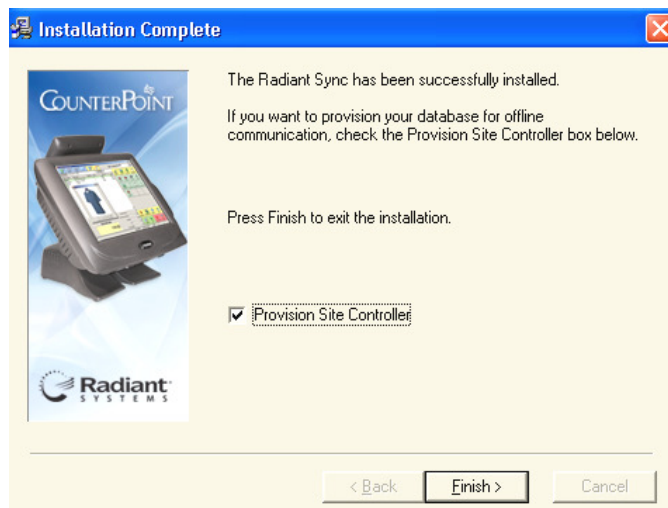 Installation Complete
COUNTERPOINT
Radiant
SYSTEMS
The Radiant Sync has been successfully installed.
If you want to provision your database for offline
communication, check the Provision Site Controller box below.
Press Finish to exit the installation.
Provision Site Controller
< Back
Finish >
Cancel